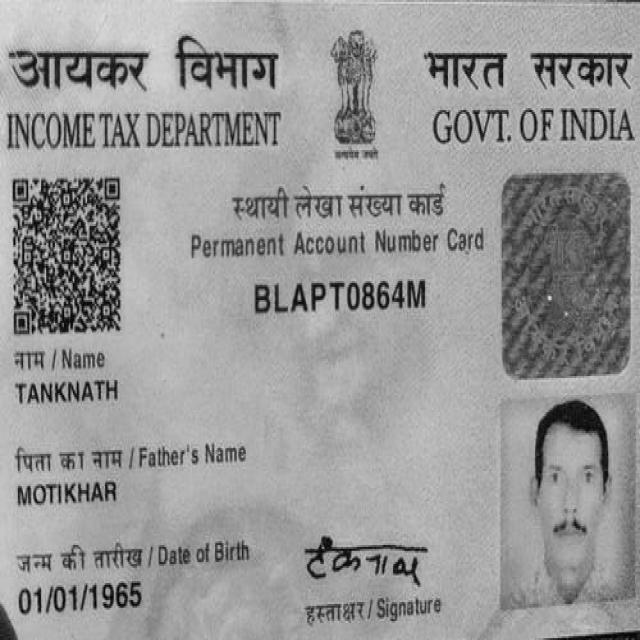 आयकर विभाग
INCOME TAX DEPARTMENT
भारत सरकार
GOVT. OF INDIA
सत्यमेव जयते
स्थायी लेखा संख्या कार्ड
Permanent Account Number Card
BLAPT0864M
नाम / Name
TANKNATH
पिता का नाम / Father's Name
MOTIKHAR
जन्म की तारीख / Date of Birth
01/01/1965
टंकनाथ
हस्ताक्षर / Signature